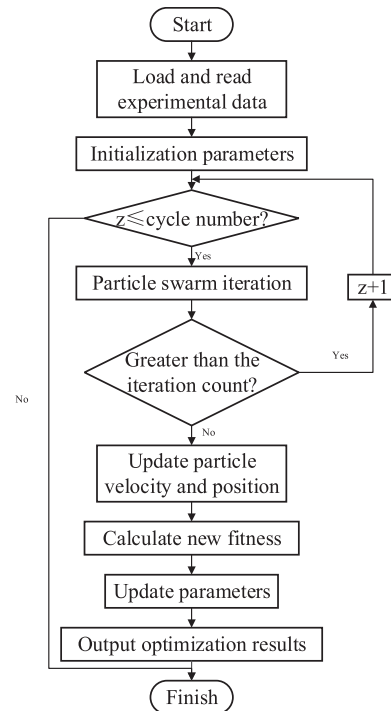 Start
Load and read
experimental data
Initialization parameters
z≤cycle number?
Yes
Particle swarm iteration
z+1
Greater than the
iteration count?
Yes
No
No
Update particle
velocity and position
Calculate new fitness
Update parameters
Output optimization results
Finish